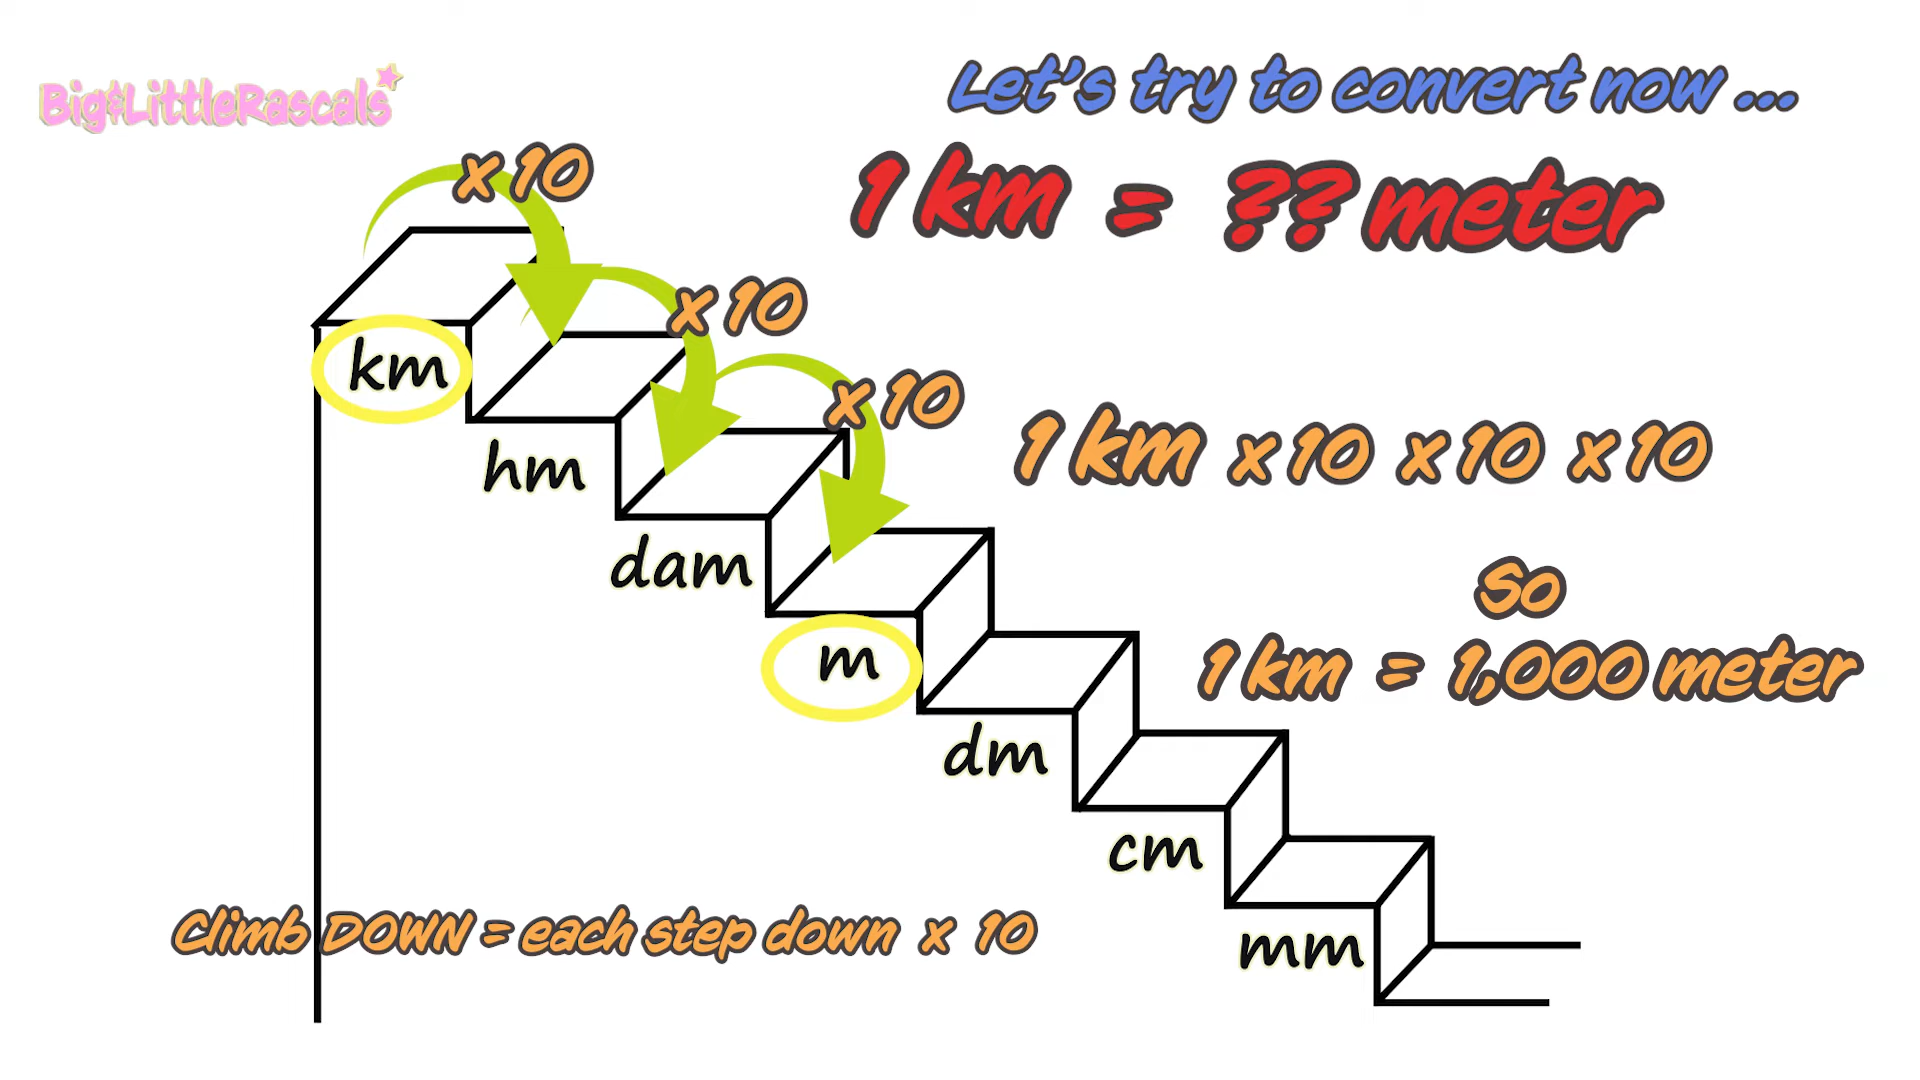 Big&LittleRascals
Let's try to convert now ...
1 km = ?? meter
x 10
x 10
x 10
km
hm
dam
m
dm
cm
mm
1 km x 10 x 10 x 10
So
1 km = 1,000 meter
Climb DOWN = each step down x 10